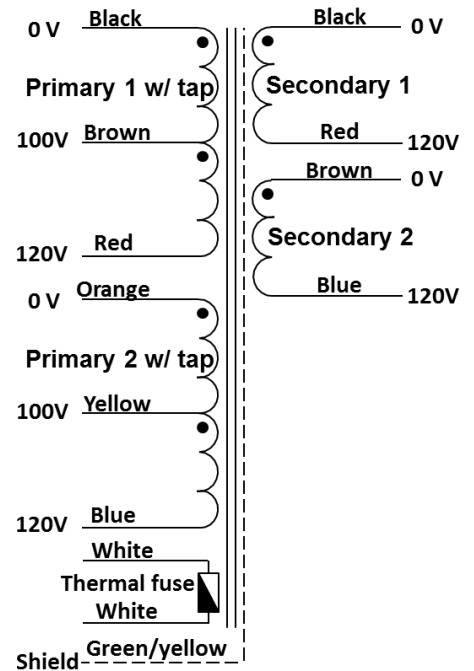 0 V Black
Primary 1 w/ tap
100V Brown
120V Red
0 V Orange
Primary 2 w/ tap
100V Yellow
120V Blue
White
Thermal fuse
White
Shield Green/yellow
Black 0 V
Secondary 1
Red 120V
Brown 0 V
Secondary 2
Blue 120V